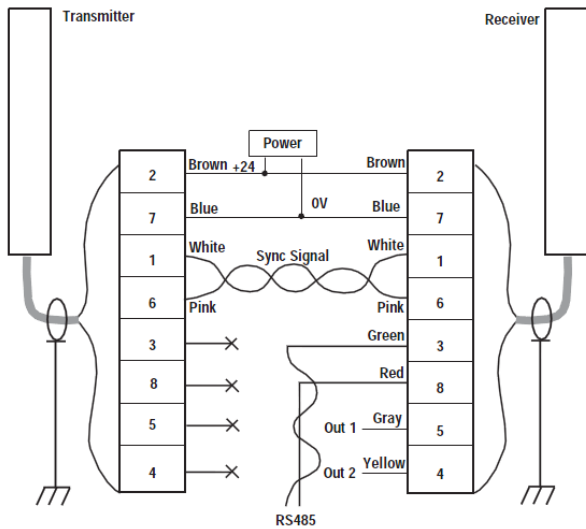 Transmitter
Receiver
Power
Brown +24
Brown
2
2
0V
7
Blue
Blue
7
White
White
1
Sync Signal
1
6
Pink
Pink
6
Green
3
3
Red
8
8
Gray
5
Out 1
5
Yellow
4
Out 2
4
RS485